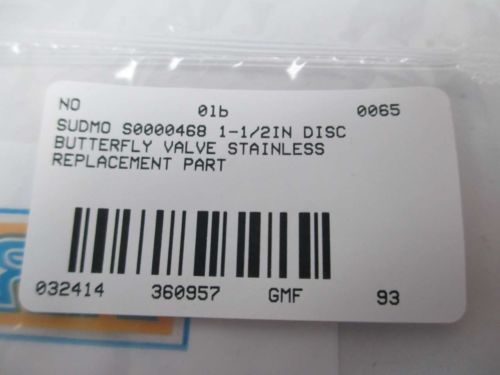 NO 01b 0065
SUDMO S0000468 1-1/2IN DISC
BUTTERFLY VALVE STAINLESS
REPLACEMENT PART
032414 360957 GMF 93